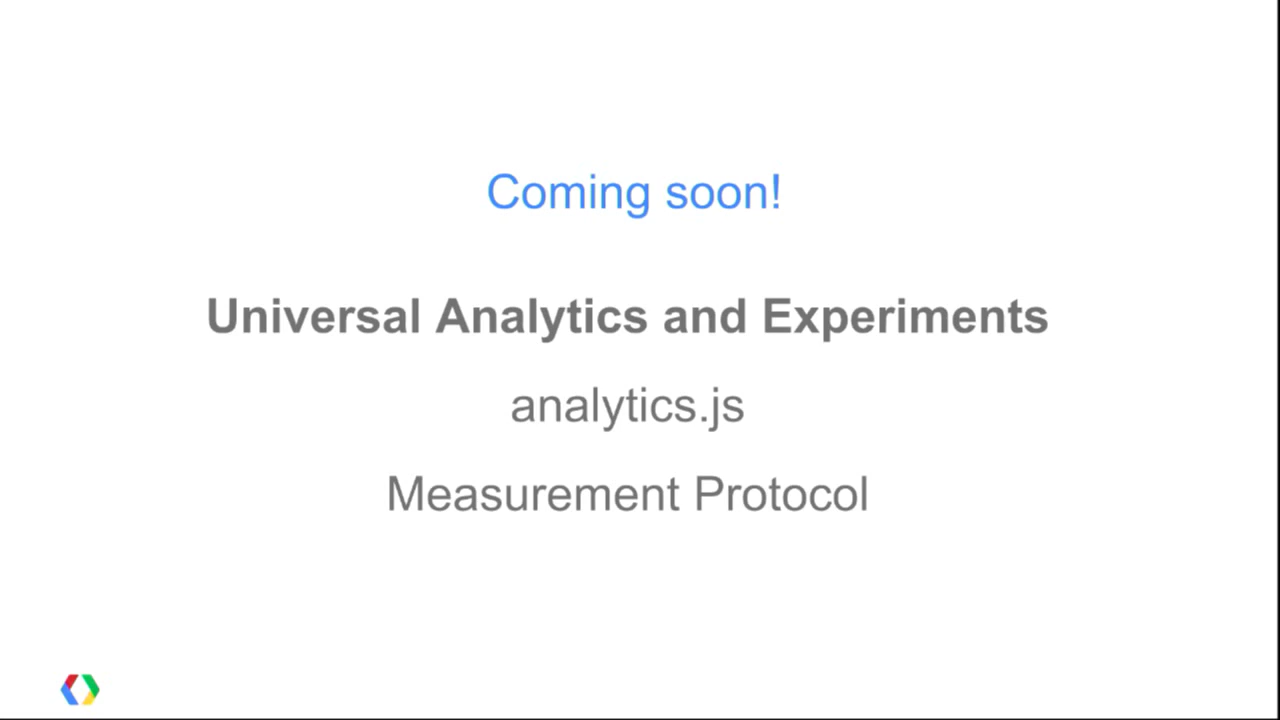 Coming soon!
Universal Analytics and Experiments
analytics.js
Measurement Protocol